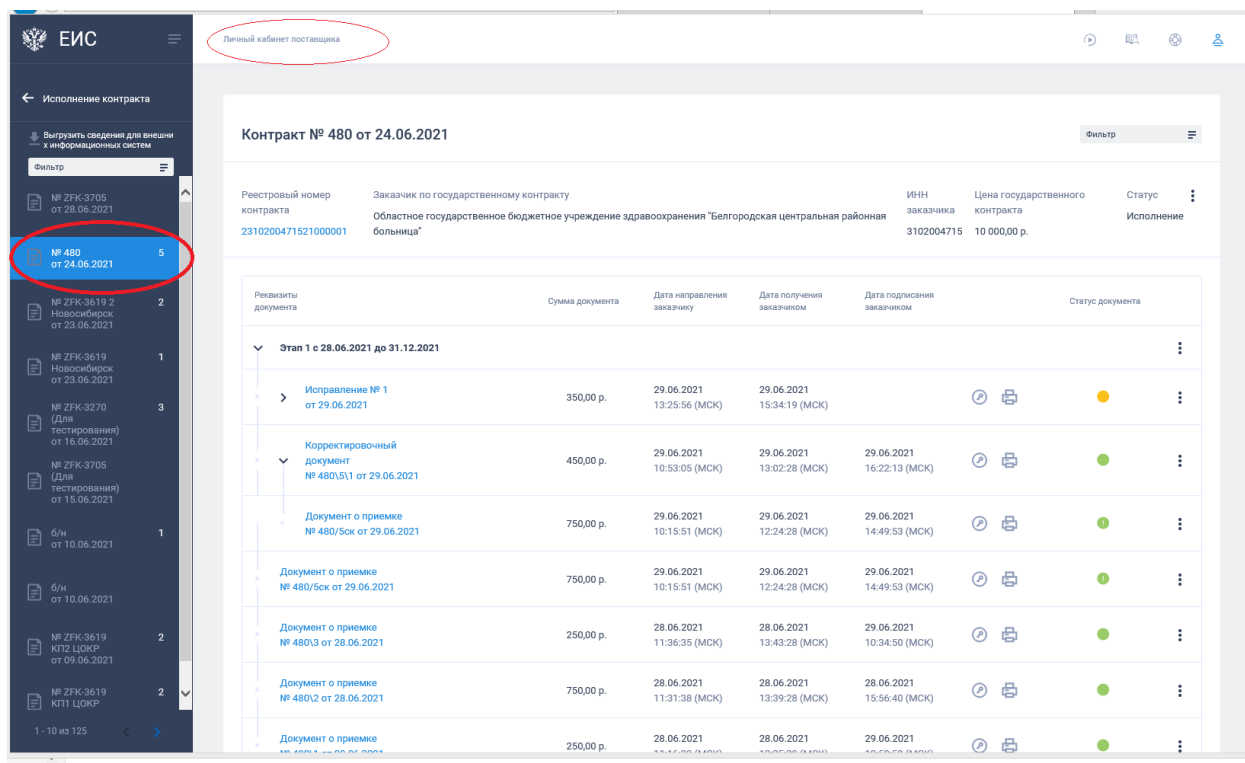 ЕИС
Личный кабинет поставщика
Исполнение контракта
Выгрузить сведения для внешни
х информационных систем
Фильтр
№ ZFK-3705
от 28.06.2021
№ 480 5
от 24.06.2021
№ ZFK-3619 2 2
Новосибирск
от 23.06.2021
№ ZFK-3619 1
Новосибирск
от 23.06.2021
№ ZFK-3270 3
(Для
тестирования)
от 16.06.2021
№ ZFK-3705
(Для
тестирования)
от 15.06.2021
б/н 1
от 10.06.2021
б/н
от 10.06.2021
№ ZFK-3619 2
КП2 ЦОКР
от 09.06.2021
№ ZFK-3619 2
КП1 ЦОКР
1 - 10 из 125
Контракт № 480 от 24.06.2021
Фильтр
Реестровый номер
контракта
23102004715210000​01
Заказчик по государственному контракту
Областное государственное бюджетное учреждение здравоохранения "Белгородская центральная районная
больница"
ИНН
заказчика
3102004715
Цена государственного
контракта
10 000,00 р.
Статус
Исполнение
Реквизиты
документа
Сумма документа
Дата направления
заказчику
Дата получения
заказчиком
Дата подписания
заказчиком
Статус документа
Этап 1 с 28.06.2021 до 31.12.2021
Исправление № 1
от 29.06.2021
350,00 р.
29.06.2021
13:25:56 (МСК)
29.06.2021
15:34:19 (МСК)
Корректировочный
документ
№ 480\5\1 от 29.06.2021
450,00 р.
29.06.2021
10:53:05 (МСК)
29.06.2021
13:02:28 (МСК)
29.06.2021
16:22:13 (МСК)
Документ о приемке
№ 480/5ск от 29.06.2021
750,00 р.
29.06.2021
10:15:51 (МСК)
29.06.2021
12:24:28 (МСК)
29.06.2021
14:49:53 (МСК)
Документ о приемке
№ 480/5ск от 29.06.2021
750,00 р.
29.06.2021
10:15:51 (МСК)
29.06.2021
12:24:28 (МСК)
29.06.2021
14:49:53 (МСК)
Документ о приемке
№ 480\3 от 28.06.2021
250,00 р.
28.06.2021
11:36:35 (МСК)
28.06.2021
13:43:28 (МСК)
29.06.2021
10:34:50 (МСК)
Документ о приемке
№ 480\2 от 28.06.2021
750,00 р.
28.06.2021
11:31:38 (МСК)
28.06.2021
13:39:28 (МСК)
28.06.2021
15:56:40 (МСК)
Документ о приемке
250,00 р.
28.06.2021
28.06.2021
29.06.2021